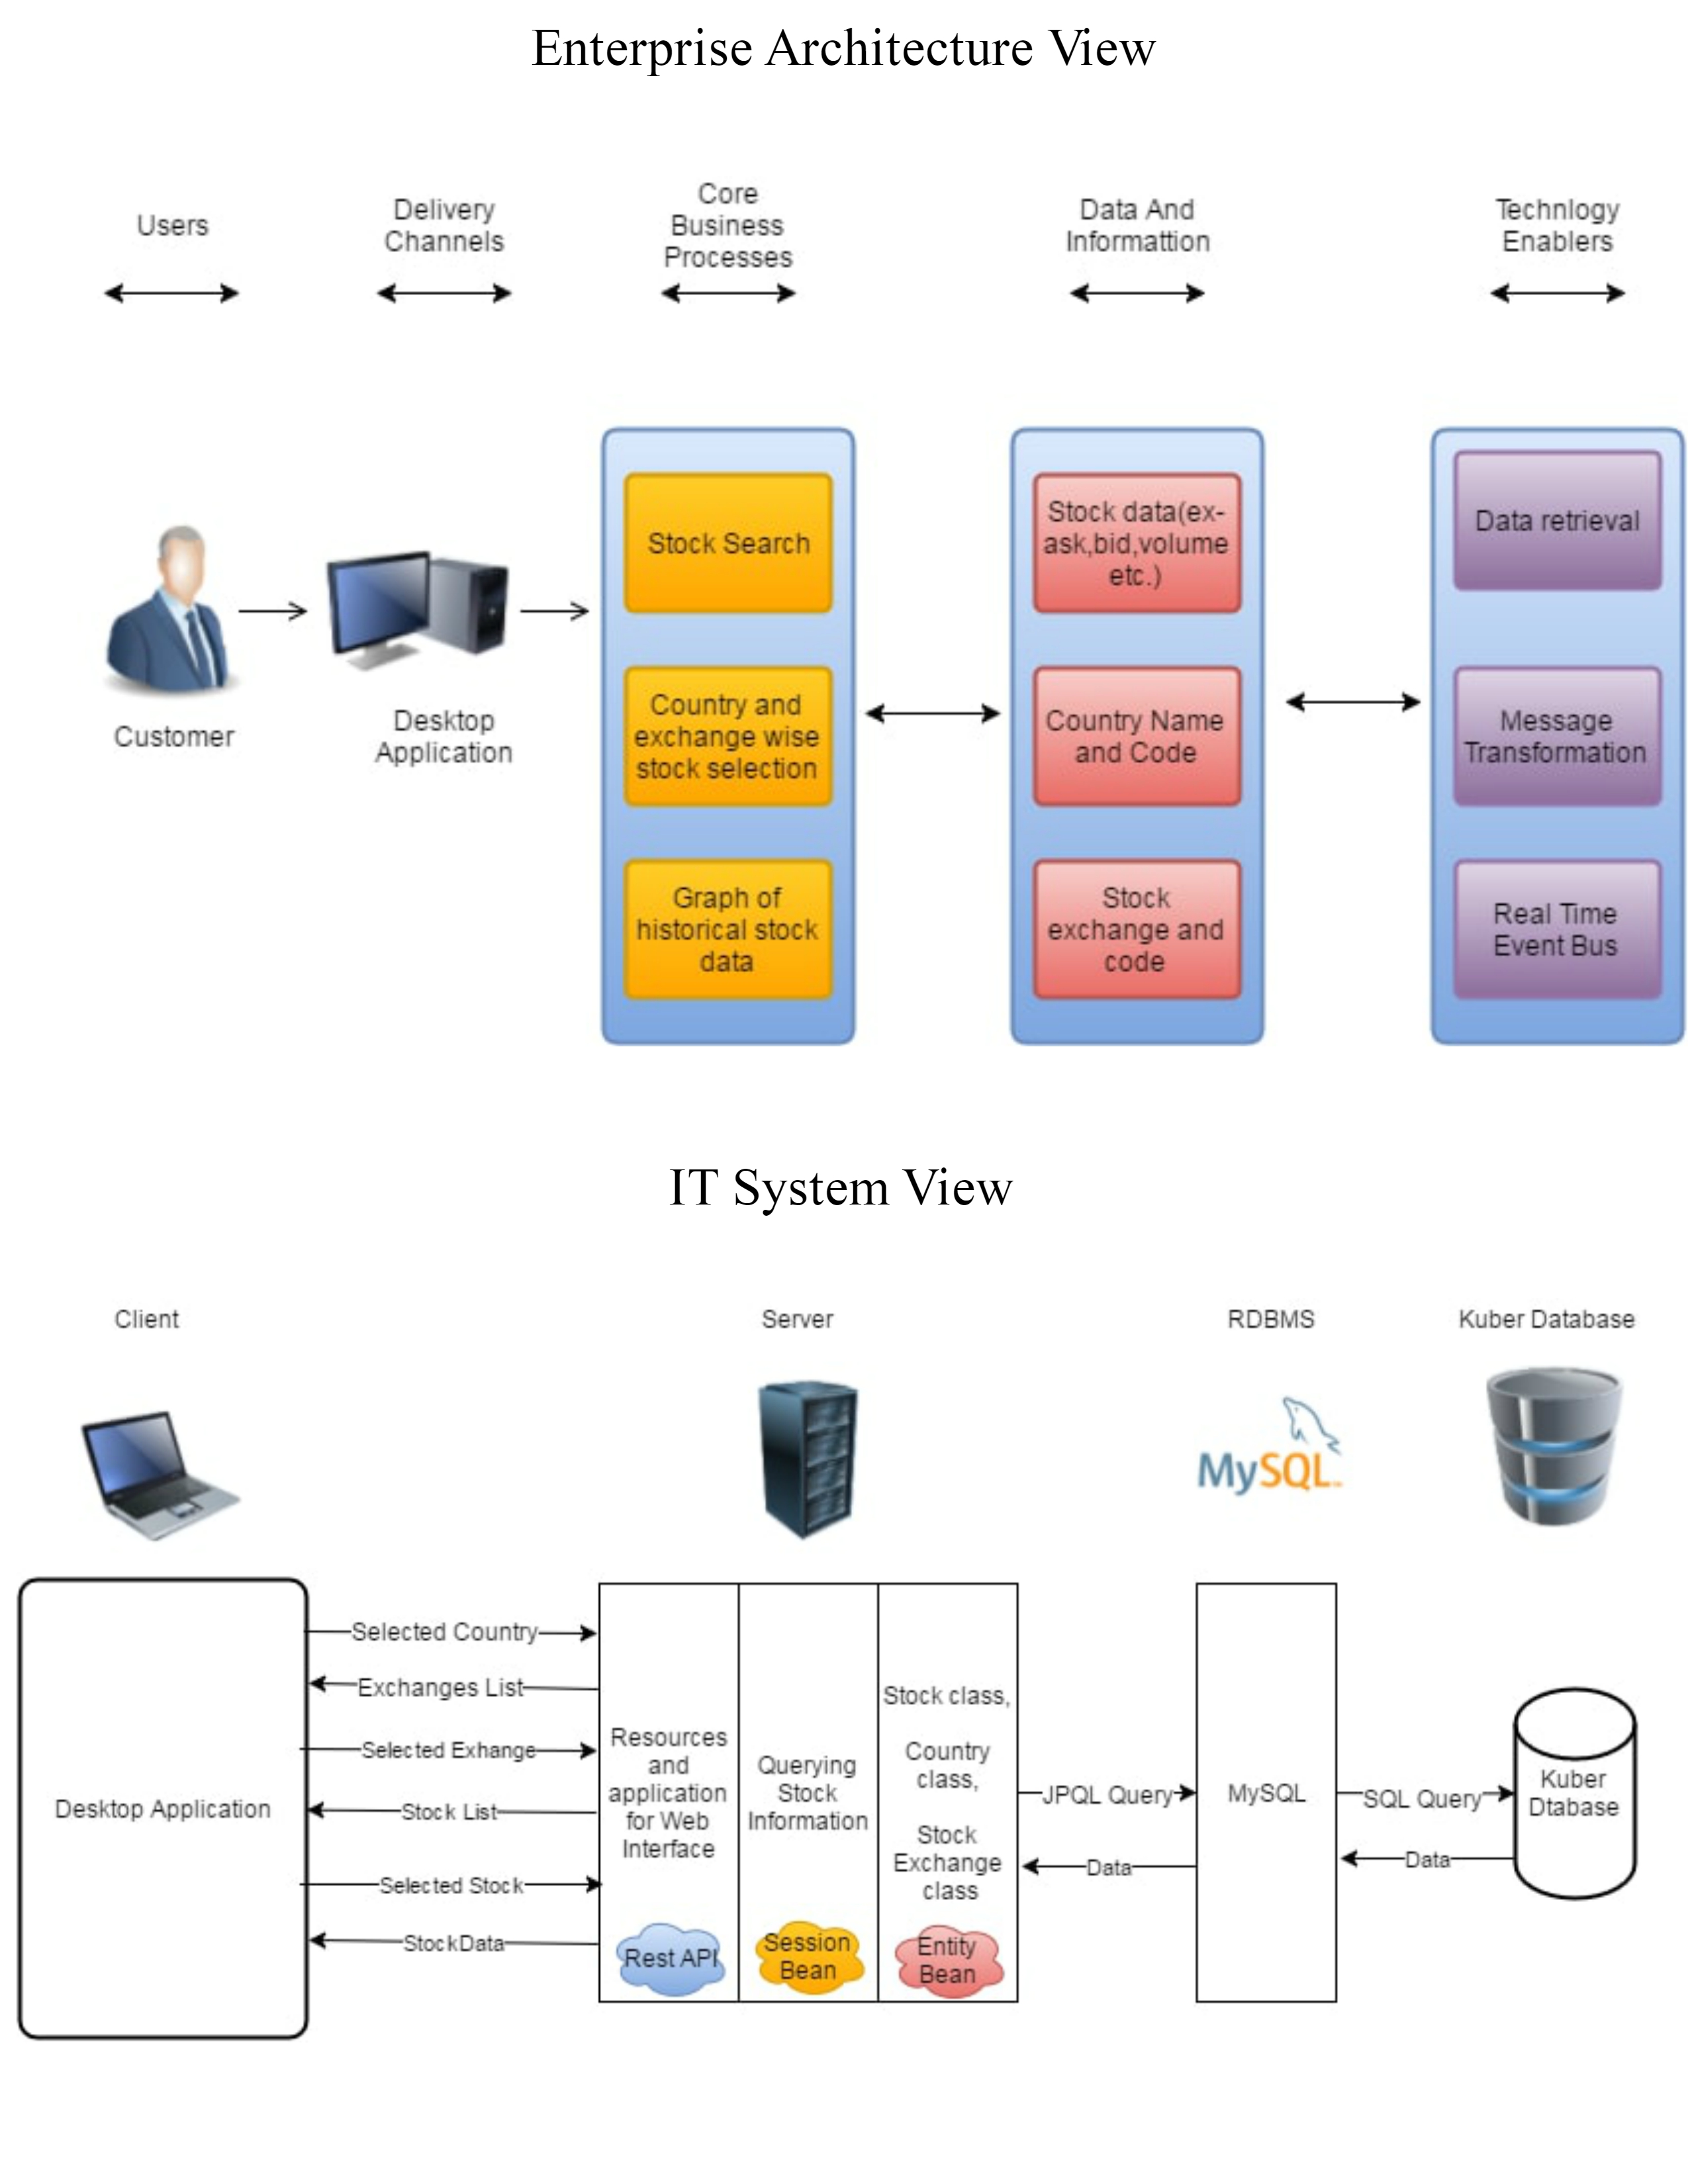 Enterprise Architecture View
Users
Delivery
Channels
Core
Business
Processes
Data And
Informattion
Technlogy
Enablers
Customer
Desktop
Application
Stock Search
Country and
exchange wise
stock selection
Graph of
historical stock
data
Stock data(ex-
ask,bid,volume
etc.)
Country Name
and Code
Stock
exchange and
code
Data retrieval
Message
Transformation
Real Time
Event Bus
IT System View
Client
Server
RDBMS
Kuber Database
MySQL™
Desktop Application
Selected Country
Exchanges List
Selected Exhange
Stock List
Selected Stock
StockData
Resources
and
application
for Web
Interface
Rest API
Querying
Stock
Information
Session
Bean
Stock class,
Country
class,
Stock
Exchange
class
Entity
Bean
JPQL Query
Data
MySQL
SQL Query
Data
Kuber
Dtabase